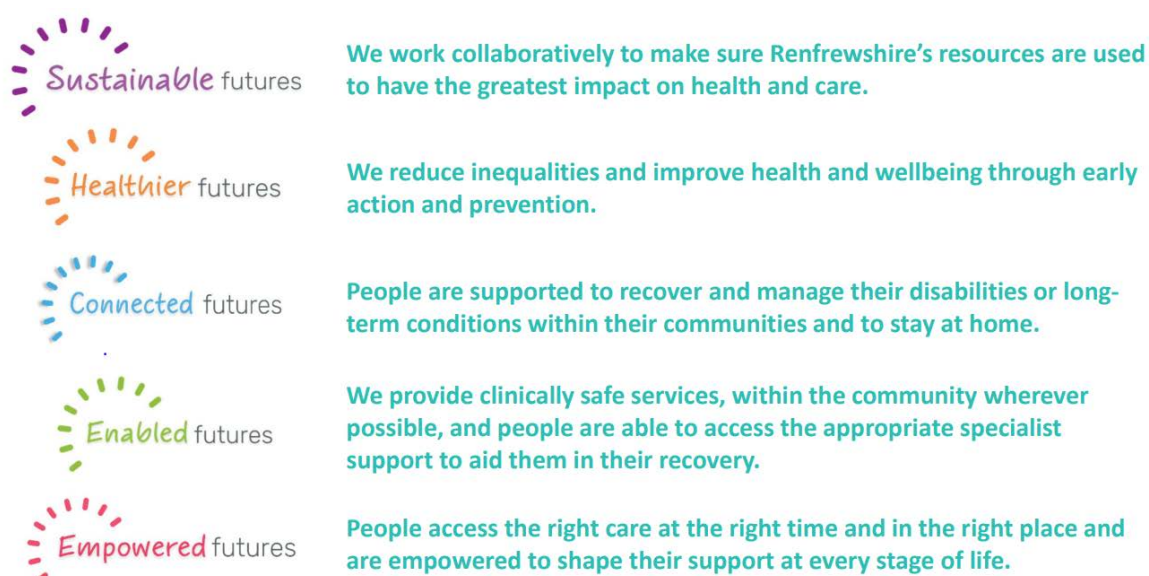 Sustainable futures
We work collaboratively to make sure Renfrewshire’s resources are used
to have the greatest impact on health and care.
Healthier futures
We reduce inequalities and improve health and wellbeing through early
action and prevention.
Connected futures
People are supported to recover and manage their disabilities or long-
term conditions within their communities and to stay at home.
Enabled futures
We provide clinically safe services, within the community wherever
possible, and people are able to access the appropriate specialist
support to aid them in their recovery.
Empowered futures
People access the right care at the right time and in the right place and
are empowered to shape their support at every stage of life.